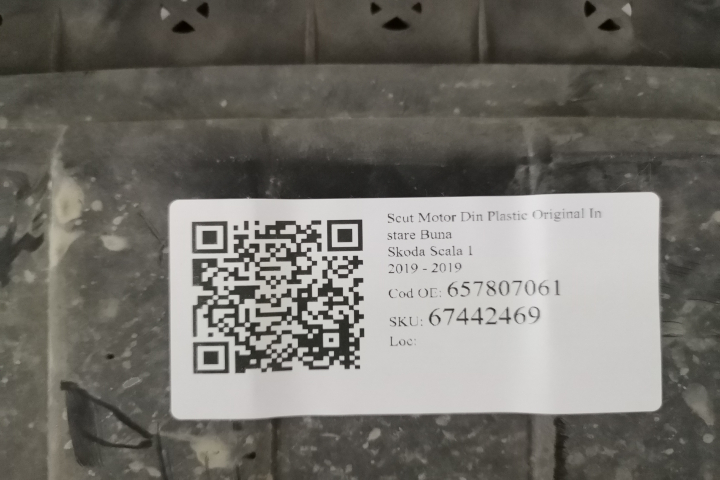 Scut Motor Din Plastic Original In
stare Buna
Skoda Scala 1
2019 - 2019
Cod OE: 657807061
SKU: 67442469
Loc: